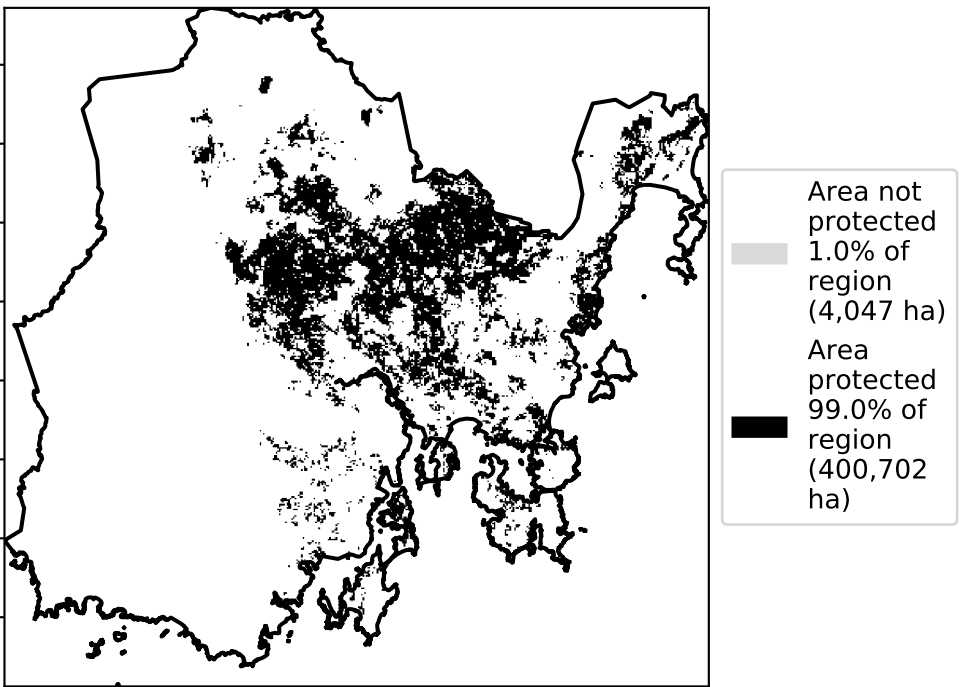 Area not
protected
1.0% of
region
(4,047 ha)
Area
protected
99.0% of
region
(400,702
ha)